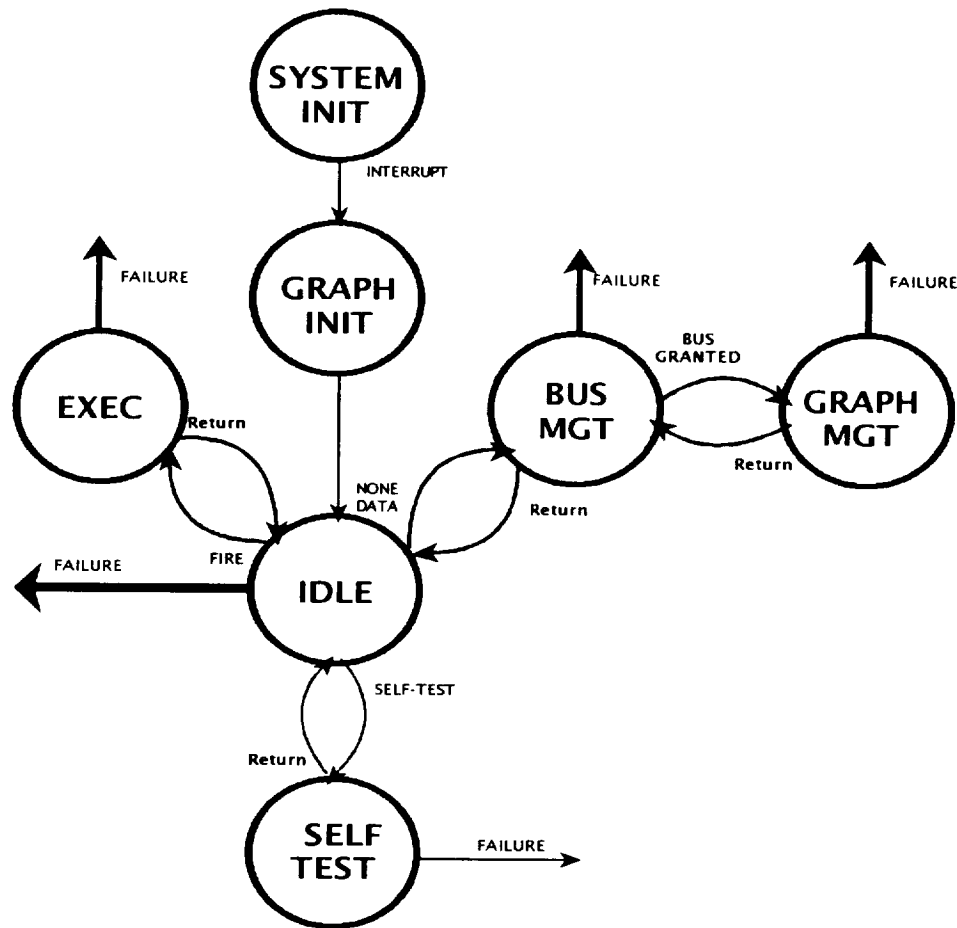 SYSTEM
INIT
INTERRUPT
GRAPH
INIT
FAILURE
FAILURE
FAILURE
BUS
GRANTED
EXEC
Return
BUS
MGT
GRAPH
MGT
Return
NONE
DATA
Return
FIRE
FAILURE
IDLE
SELF-TEST
Return
SELF
TEST
FAILURE